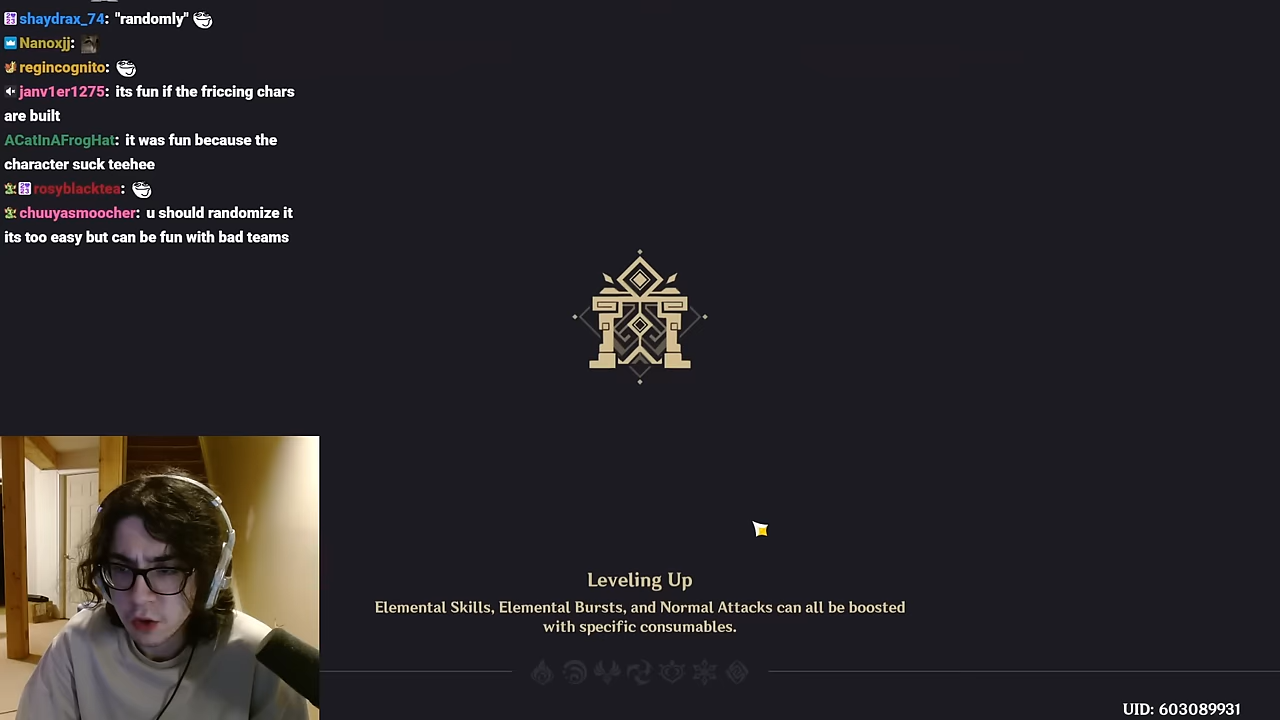 shaydrax_74: "randomly"
Nanoxjj:
regincognito:
janv1er1275: its fun if the friccing chars
are built
ACatInAFrogHat: it was fun because the
character suck teehee
rosyblacktea:
chuuyasmoocher: u should randomize it
its too easy but can be fun with bad teams
Leveling Up
Elemental Skills, Elemental Bursts, and Normal Attacks can all be boosted
with specific consumables.
UID: 603089931